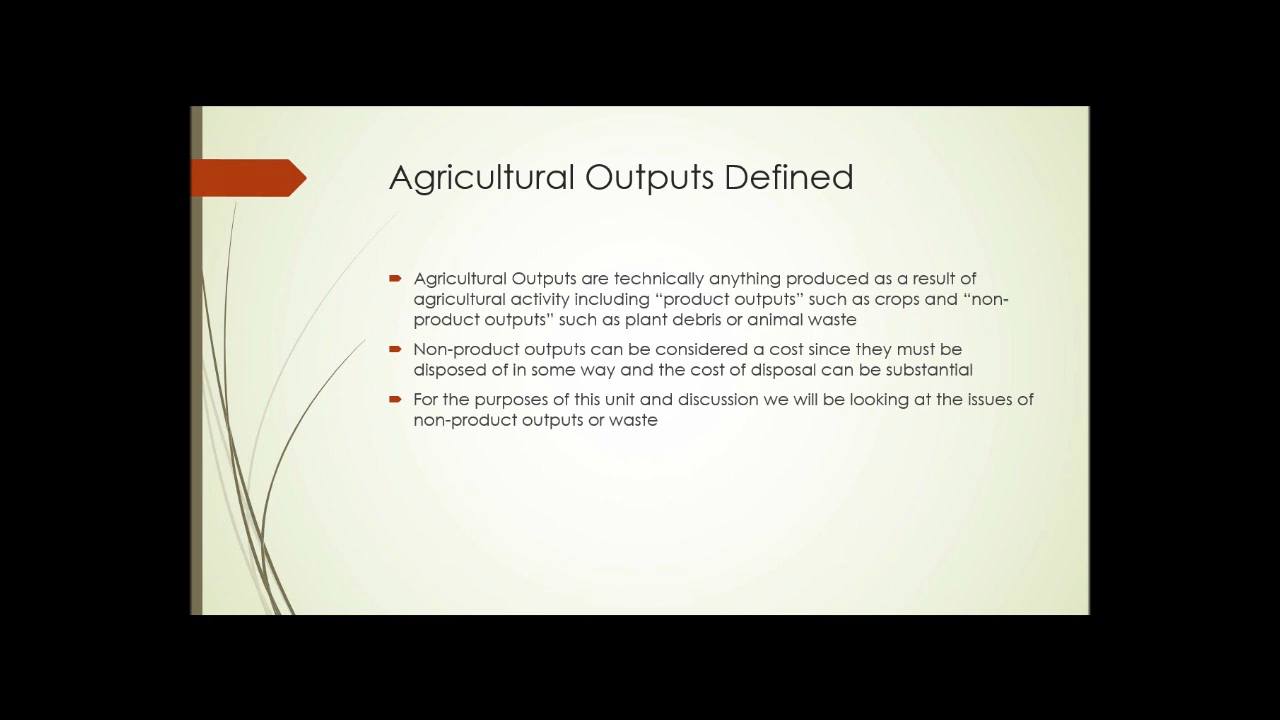 Agricultural Outputs Defined
Agricultural Outputs are technically anything produced as a result of
agricultural activity including “product outputs” such as crops and “non-
product outputs” such as plant debris or animal waste
Non-product outputs can be considered a cost since they must be
disposed of in some way and the cost of disposal can be substantial
For the purposes of this unit and discussion we will be looking at the issues of
non-product outputs or waste